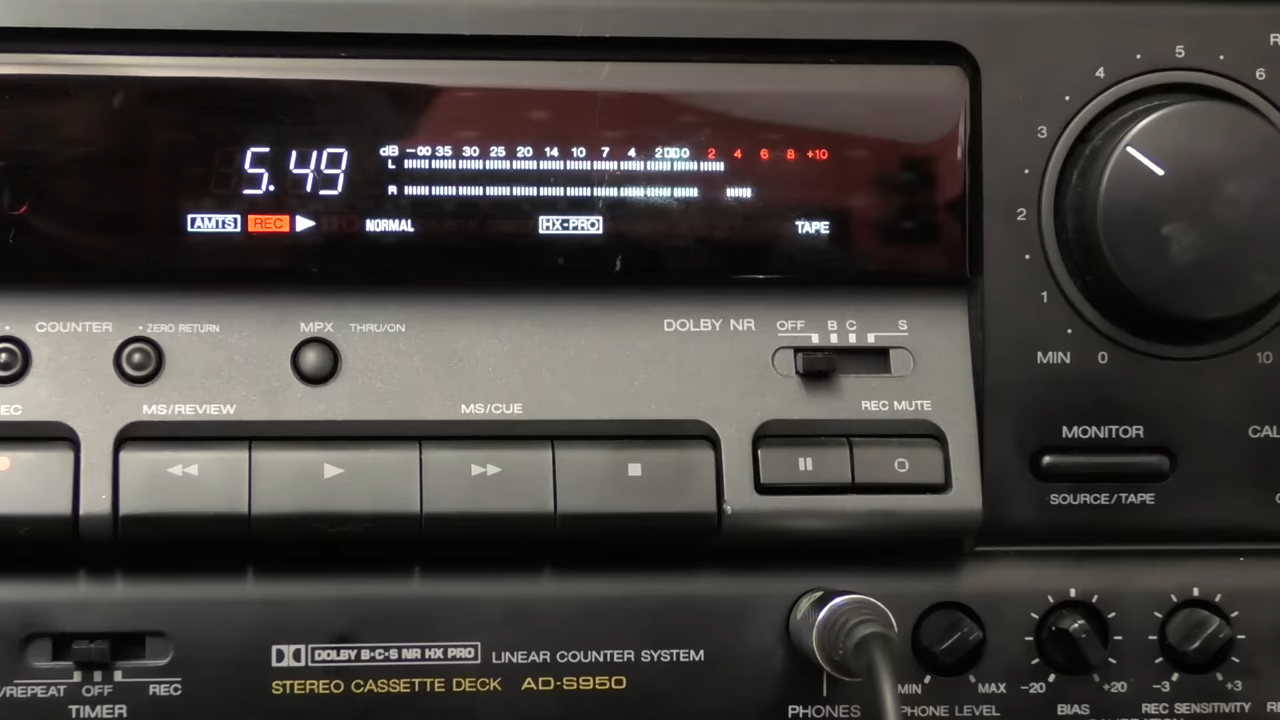 5
4
6
3
2
1
MIN 0
10
dB -∞ 35 30 25 20 14 10 7 4 2 0 2 4 6 8 +10
L
R
5.49
AMTS REC NORMAL HX-PRO TAPE
COUNTER • ZERO RETURN MPX THRU/ON
DOLBY NR OFF B C S
MS/REVIEW MS/CUE REC MUTE
MONITOR
SOURCE/TAPE
DOLBY B·C·S NR HX PRO LINEAR COUNTER SYSTEM
STEREO CASSETTE DECK AD-S950
/REPEAT OFF REC
TIMER
PHONES
MIN MAX
PHONE LEVEL
-20 +20
BIAS
-3 +3
REC SENSITIVITY